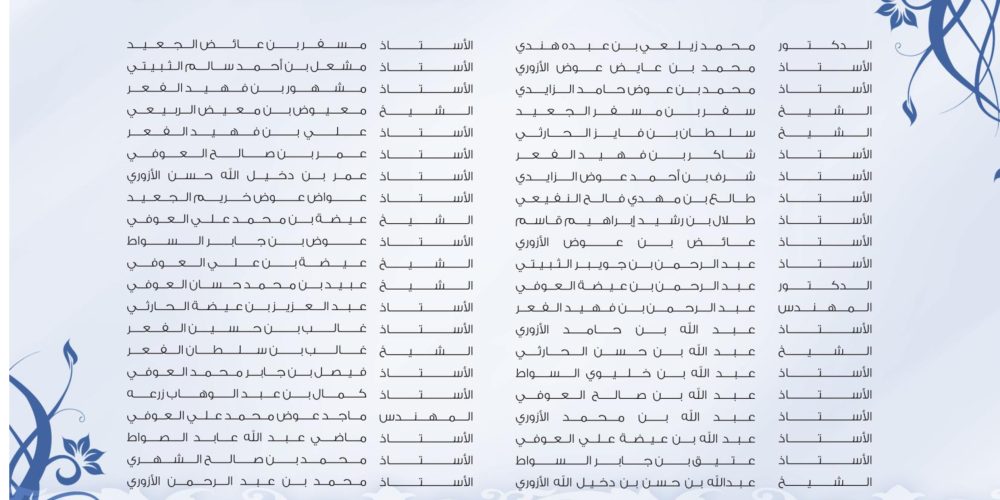 الدكتور محمد زيلعي بن عبده هندي
الأستاذ محمد بن عايض عوض الأزوري
الأستاذ محمد بن عوض حامد الزايدي
الشيخ سفر بن مسفر الجعيد
الشيخ سلطان بن فايز الحارثي
الأستاذ شاكر بن فهيد الفعر
الأستاذ شرف بن أحمد عوض الزايدي
الأستاذ طالع بن مهدي فالح النفيعي
الأستاذ طلال بن رشيد إبراهيم قاسم
الأستاذ عائض بن عوض الأزوري
الأستاذ عبد الرحمن بن جويبر الثبيتي
الدكتور عبد الرحمن بن عيضة العوفي
المهندس عبد الرحمن بن فهيد الفعر
الأستاذ عبد الله بن حامد الأزوري
الشيخ عبد الله بن حسن الحارثي
الأستاذ عبد الله بن خليوي السواط
الأستاذ عبد الله بن صالح العوفي
الأستاذ عبد الله بن محمد الأزوري
الأستاذ عبدالله بن عيضة علي العوفي
الأستاذ عتيق بن جابر السواط
الشيخ عبدالله بن حسن بن دخيل الله الأزوري
الأستاذ مسفر بن عائض الجعيد
الأستاذ مشعل بن أحمد سالم الثبيتي
الأستاذ مشهور بن فهيد الفعر
الشيخ معيوض بن معيض الربيعي
الأستاذ علي بن فهيد الفعر
الأستاذ عمر بن صالح العوفي
الأستاذ عمر بن دخيل الله حسن الأزوري
الأستاذ عواض عوض خريم الجعيد
الشيخ عيضة بن محمد علي العوفي
الأستاذ عوض بن جابر السواط
الشيخ عيضة بن علي العوفي
الشيخ عبيد بن محمد حسان العوفي
الأستاذ عبد العزيز بن عيضة الحارثي
الأستاذ غالب بن حسين الفعر
الشيخ غالب بن سلطان الفعر
الأستاذ فيصل بن جابر محمد العوفي
الأستاذ كمال بن عبد الوهاب زرعه
المهندس ماجد عوض محمد علي العوفي
الأستاذ ماضي عبد الله عابد الصواط
الأستاذ محمد بن صالح الشهري
الأستاذ محمد بن عبد الرحمن الأزوري